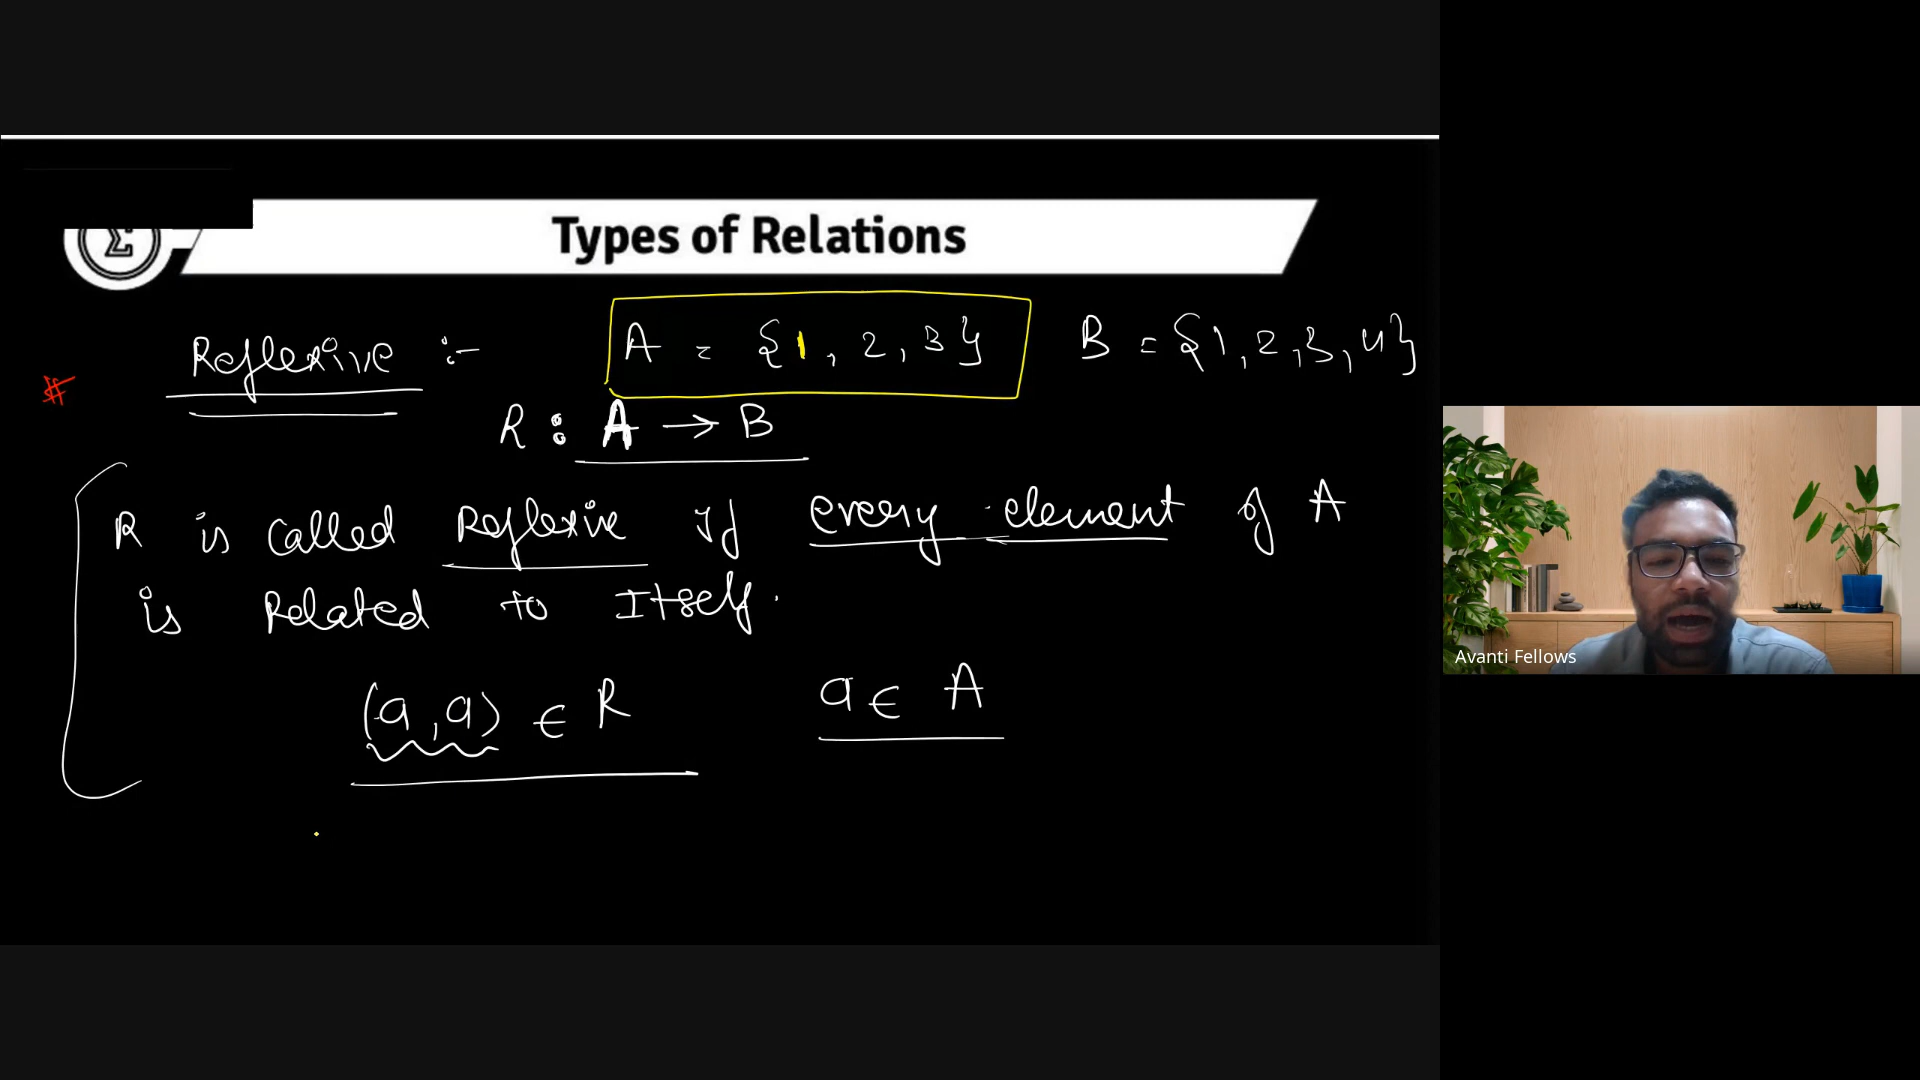 Types of Relations
Reflexive :- A = {1, 2, 3} B = {1, 2, 3, 4}
R : A → B
R is called Reflexive If every element of A
is Related to Itself.
(a, a) ∈ R a ∈ A
Avanti Fellows